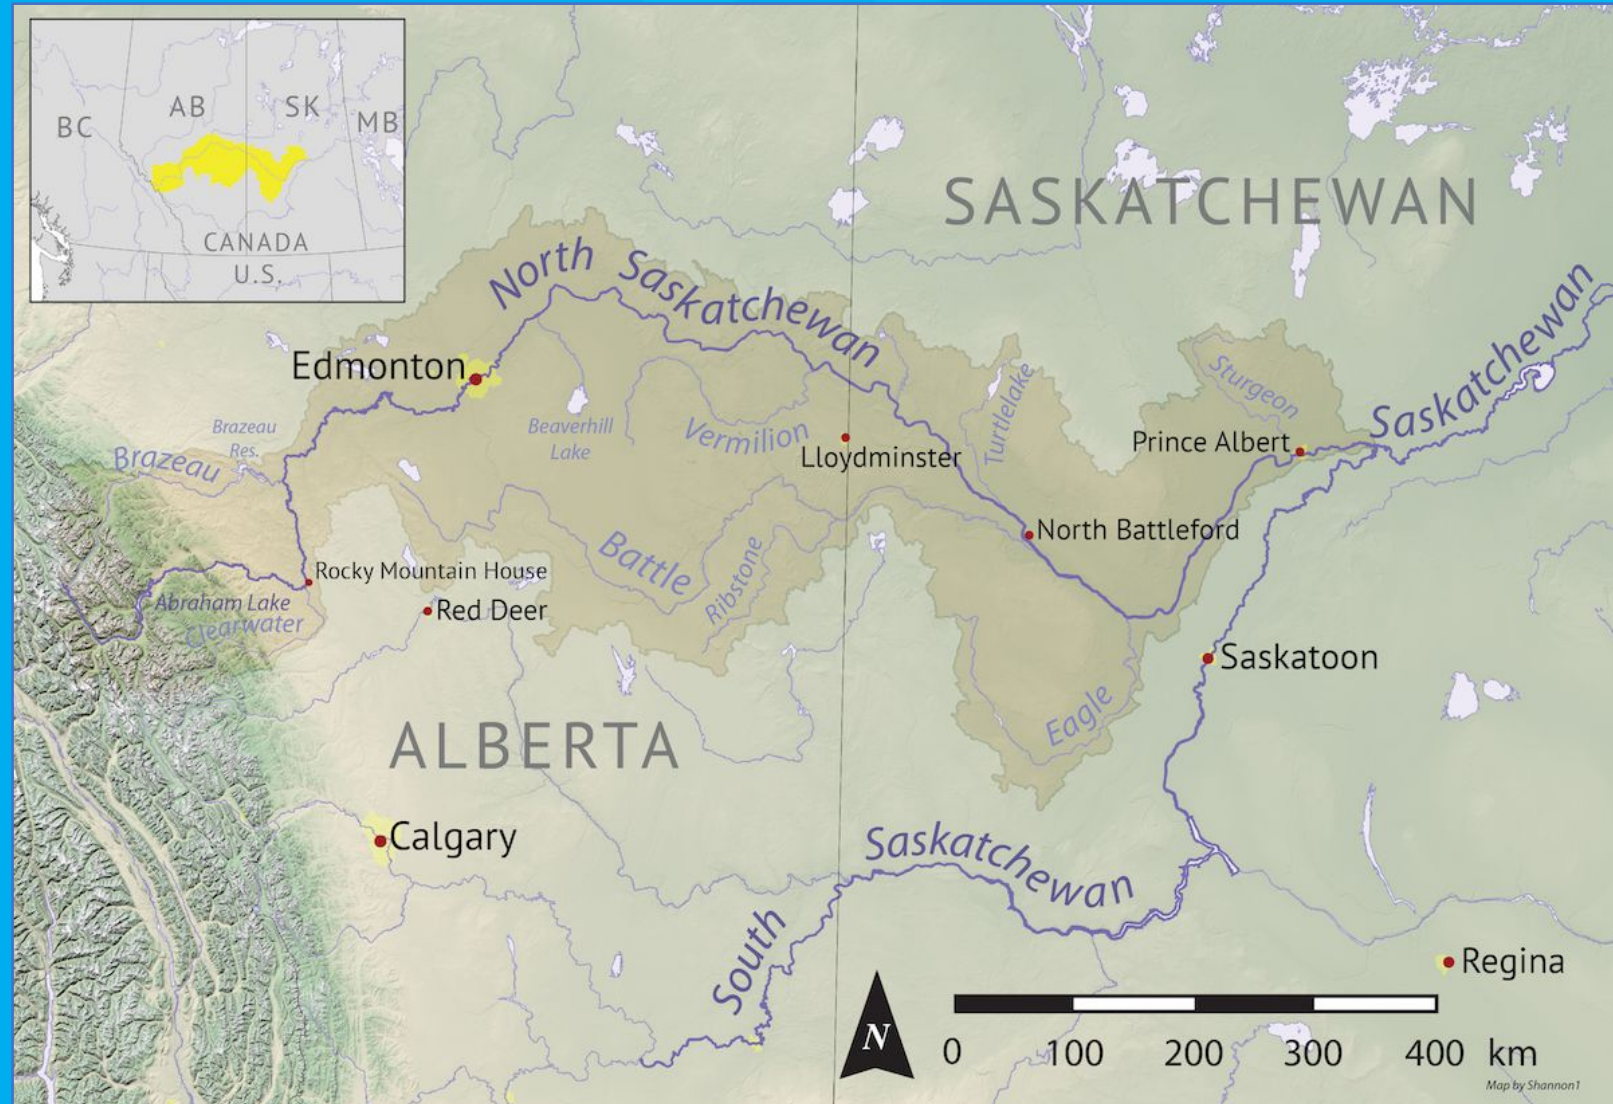 BC
AB
SK
MB
CANADA
U.S.
SASKATCHEWAN
North Saskatchewan
Saskatchewan
Edmonton
Sturgeon
Turtlelake
Brazeau
Res.
Beaverhill
Lake
Vermilion
Prince Albert
Lloydminster
Brazeau
North Battleford
Battle
Ribstone
Rocky Mountain House
Abraham Lake
Clearwater
Red Deer
Saskatoon
Eagle
ALBERTA
Calgary
South Saskatchewan
Regina
N
0 100 200 300 400 km
Map by Shannon1